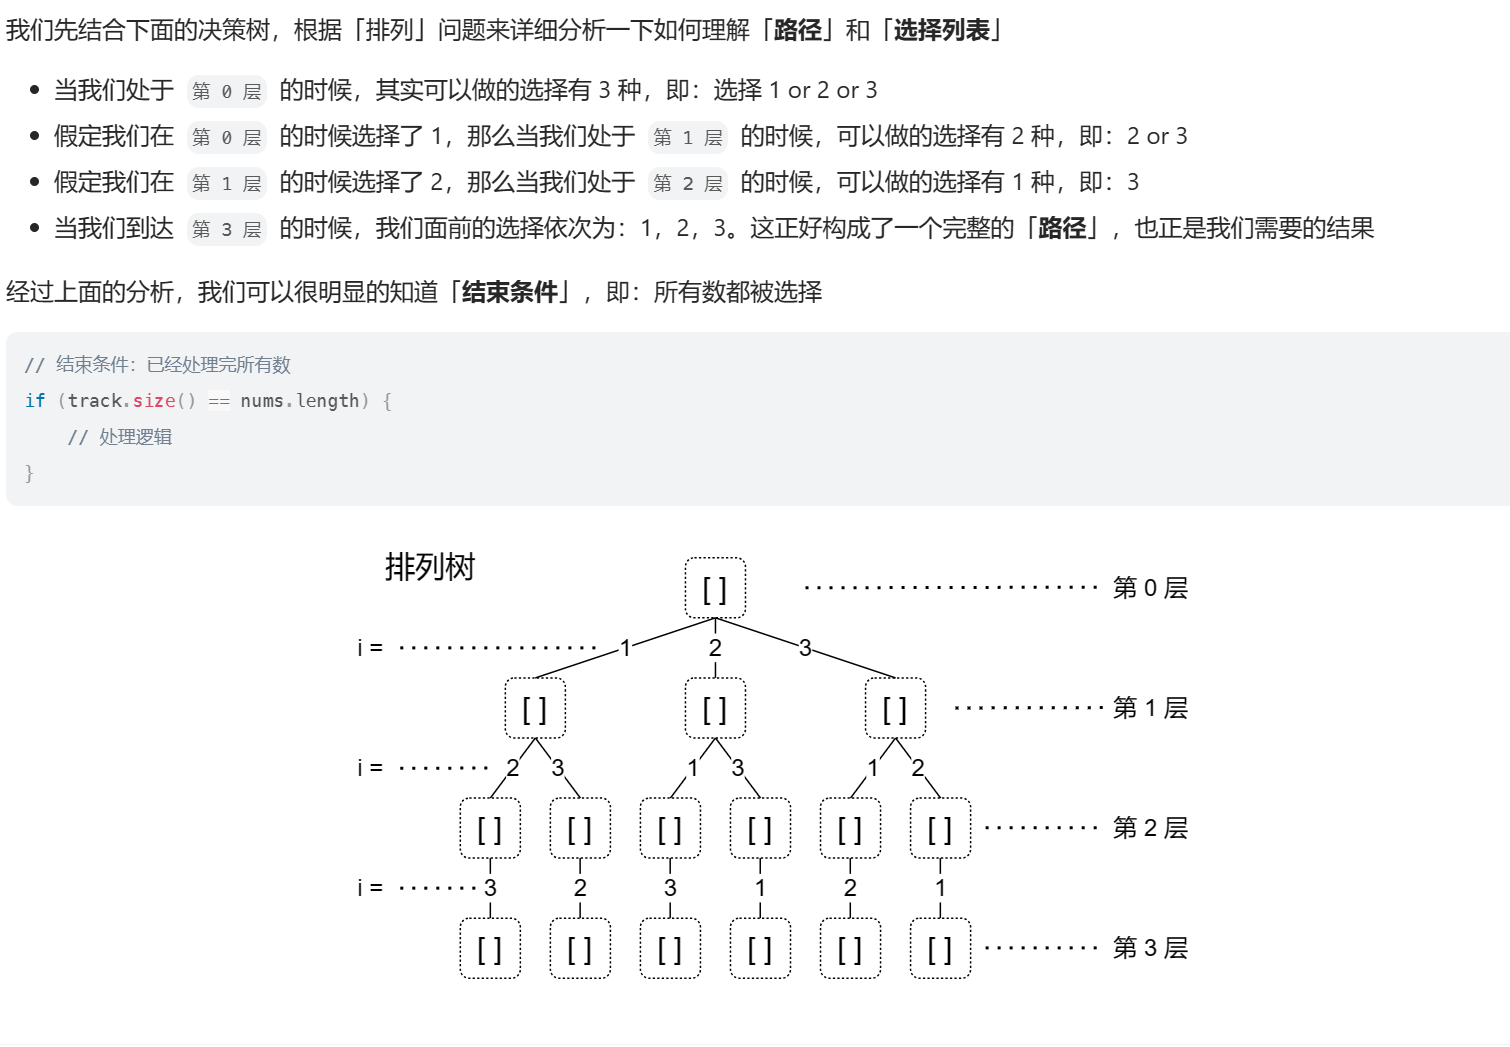 我们先结合下面的决策树，根据「排列」问题来详细分析一下如何理解「路径」和「选择列表」
当我们处于 第 0 层 的时候，其实可以做的选择有 3 种，即：选择 1 or 2 or 3
假定我们在 第 0 层 的时候选择了 1，那么当我们处于 第 1 层 的时候，可以做的选择有 2 种，即：2 or 3
假定我们在 第 1 层 的时候选择了 2，那么当我们处于 第 2 层 的时候，可以做的选择有 1 种，即：3
当我们到达 第 3 层 的时候，我们面前的选择依次为：1，2，3。这正好构成了一个完整的「路径」，也正是我们需要的结果
经过上面的分析，我们可以很明显的知道「结束条件」，即：所有数都被选择
// 结束条件：已经处理完所有数
if (track.size() == nums.length) {
    // 处理逻辑
}
排列树
[ ] 第 0 层
i = 1 2 3
[ ] [ ] [ ] 第 1 层
i = 2 3 1 3 1 2
[ ] [ ] [ ] [ ] [ ] [ ] 第 2 层
i = 3 2 3 1 2 1
[ ] [ ] [ ] [ ] [ ] [ ] 第 3 层